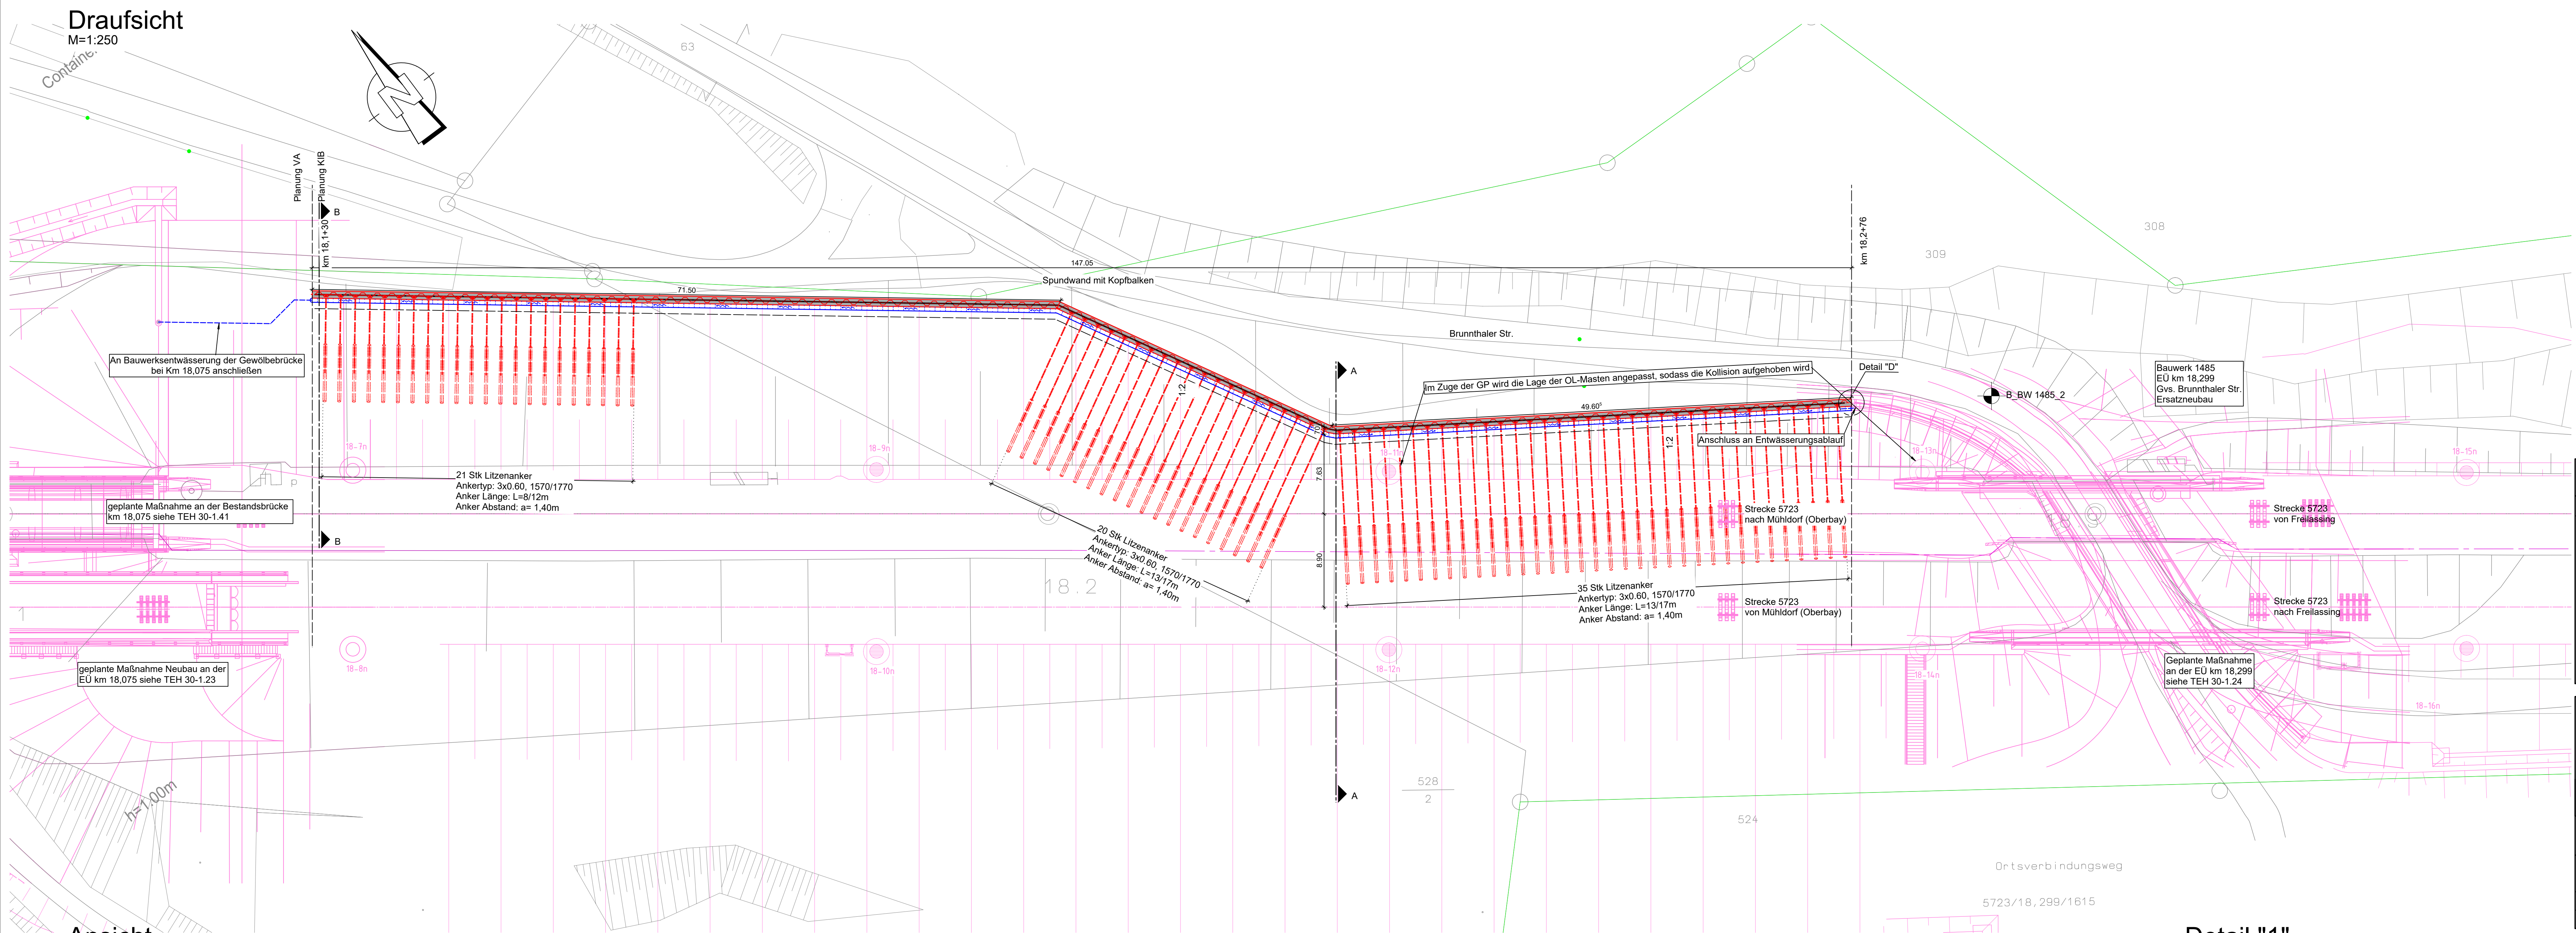 Draufsicht
M=1:250
Container
63
N
Planung VA
Planung KIB
km 18,1+30
B
147.05
Spundwand mit Kopfbalken
71.50
km 18,2+76
309
308
Brunnthaler Str.
An Bauwerksentwässerung der Gewölbebrücke
bei Km 18,075 anschließen
A
im Zuge der GP wird die Lage der OL-Masten angepasst, sodass die Kollision aufgehoben wird
Detail "D"
Bauwerk 1485
EÜ km 18,299
Gvs. Brunnthaler Str.
Ersatzneubau
B_BW 1485_2
1:2
49.60⁵
Anschluss an Entwässerungsablauf
1:2
18-7n
18-9n
18-11n
18-13n
18-15n
21 Stk Litzenanker
Ankertyp: 3x0.60, 1570/1770
Anker Länge: L=8/12m
Anker Abstand: a= 1,40m
p
7.63
geplante Maßnahme an der Bestandsbrücke
km 18,075 siehe TEH 30-1.41
B
Strecke 5723
nach Mühldorf (Oberbay)
Strecke 5723
von Freilassing
20 Stk Litzenanker
Ankertyp: 3x0.60, 1570/1770
Anker Länge: L=13/17m
Anker Abstand: a= 1,40m
8.90
18.2
35 Stk Litzenanker
Ankertyp: 3x0.60, 1570/1770
Anker Länge: L=13/17m
Anker Abstand: a= 1,40m
Strecke 5723
von Mühldorf (Oberbay)
Strecke 5723
nach Freilassing
1
geplante Maßnahme Neubau an der
EÜ km 18,075 siehe TEH 30-1.23
18-8n
18-10n
18-12n
18-14n
18-16n
Geplante Maßnahme
an der EÜ km 18,299
siehe TEH 30-1.24
h=1.00m
528
2
A
524
Ortsverbindungsweg
5723/18,299/1615
Ansicht
Detail "1"